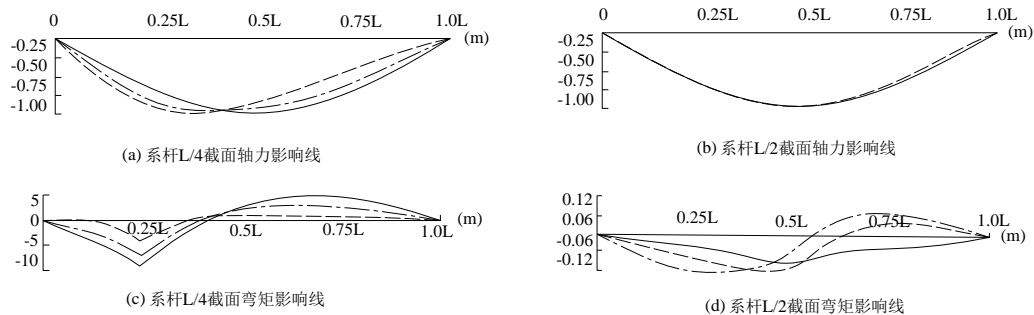 0 0.25L 0.5L 0.75L 1.0L
(m)
-0.25
-0.75
-1.00
(a) 系杆L/4截面轴力影响线
0 0.25L 0.5L 0.75L 1.0L
(m)
-0.25
-0.75
-1.00
(b) 系杆L/2截面轴力影响线
5
0
-5
-10
0.25L 0.5L 0.75L 1.0L
(m)
(c) 系杆L/4截面弯矩影响线
0.12
0.06
-0.06
-0.12
0.25L 0.5L 0.75L 1.0L
(m)
(d) 系杆L/2截面弯矩影响线